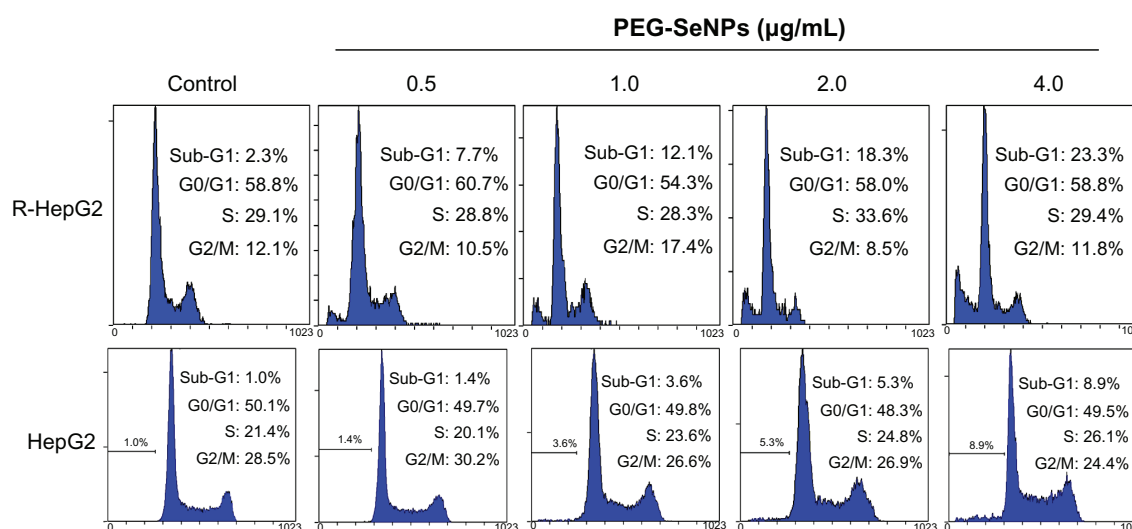 PEG-SeNPs (µg/mL)
Control 0.5 1.0 2.0 4.0
R-HepG2
Sub-G1: 2.3%
G0/G1: 58.8%
S: 29.1%
G2/M: 12.1%
0 1023
Sub-G1: 7.7%
G0/G1: 60.7%
S: 28.8%
G2/M: 10.5%
0 1023
Sub-G1: 12.1%
G0/G1: 54.3%
S: 28.3%
G2/M: 17.4%
0 1023
Sub-G1: 18.3%
G0/G1: 58.0%
S: 33.6%
G2/M: 8.5%
0 1023
Sub-G1: 23.3%
G0/G1: 58.8%
S: 29.4%
G2/M: 11.8%
0 10
HepG2
Sub-G1: 1.0%
G0/G1: 50.1%
S: 21.4%
G2/M: 28.5%
1.0%
0 1023
Sub-G1: 1.4%
G0/G1: 49.7%
S: 20.1%
G2/M: 30.2%
1.4%
0 1023
Sub-G1: 3.6%
G0/G1: 49.8%
S: 23.6%
G2/M: 26.6%
3.6%
0 1023
Sub-G1: 5.3%
G0/G1: 48.3%
S: 24.8%
G2/M: 26.9%
5.3%
0 1023
Sub-G1: 8.9%
G0/G1: 49.5%
S: 26.1%
G2/M: 24.4%
8.9%
0 10